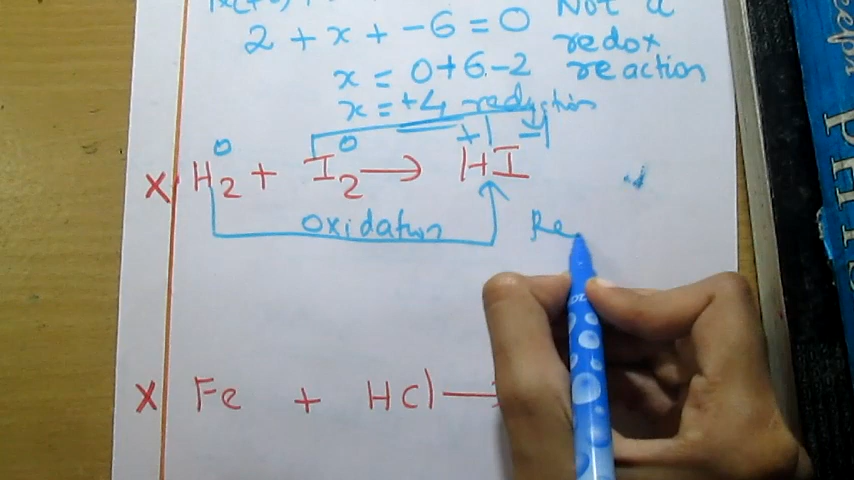 2 + x + -6 = 0 Not a
redox
x = 0+6-2 reaction
x = +4 reduction
0 0 +1 -1
x H2 + I2 → HI
oxidation Re
x Fe + HCl